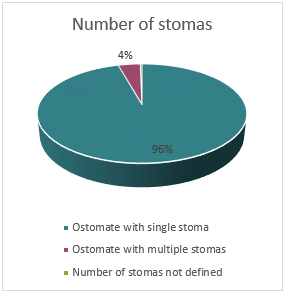 Number of stomas
4%
96%
Ostomate with single stoma
Ostomate with multiple stomas
Number of stomas not defined